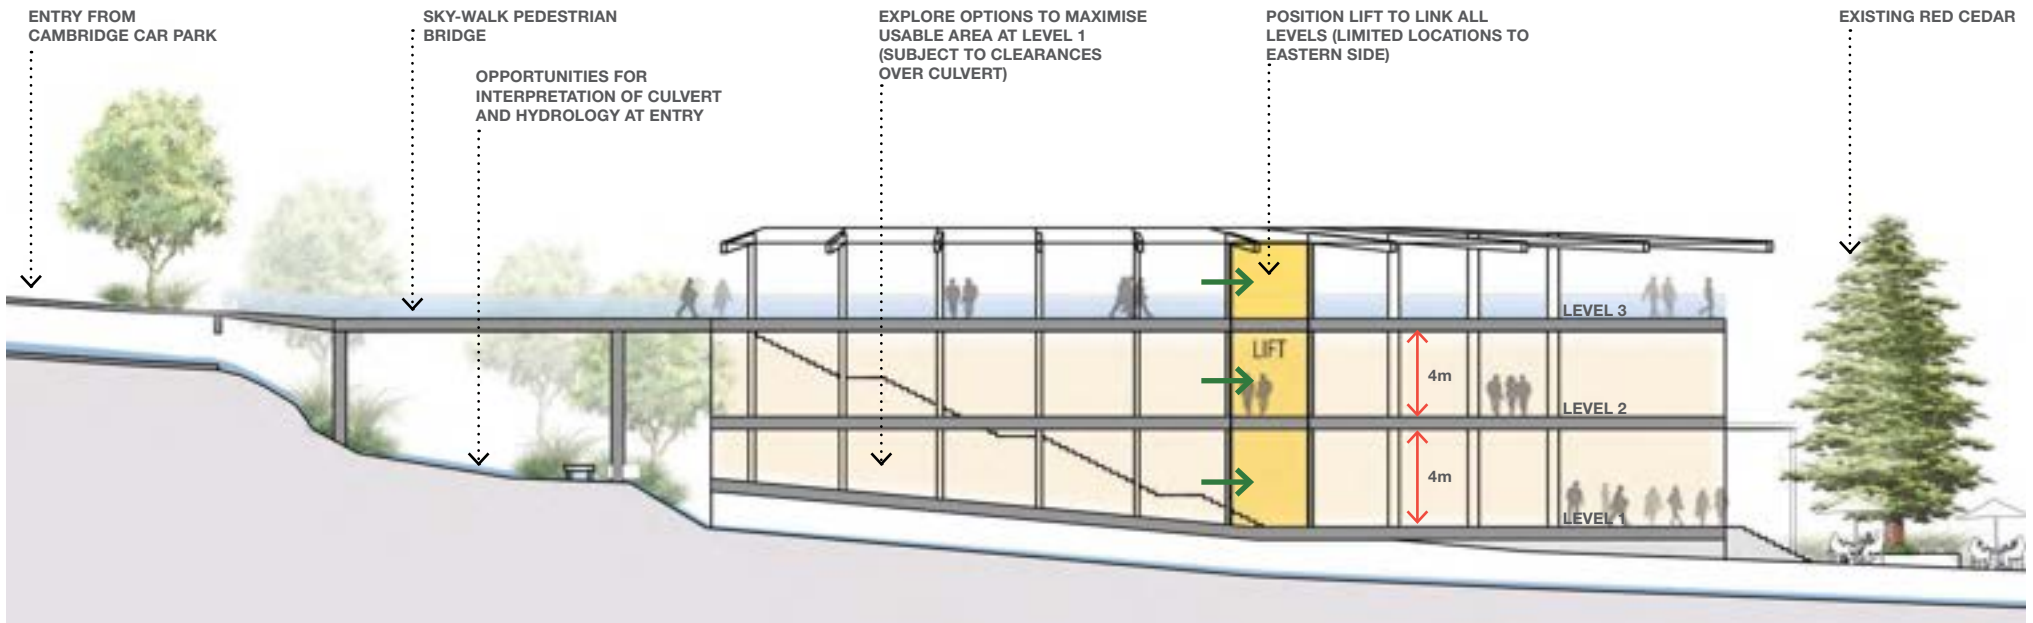 ENTRY FROM
CAMBRIDGE CAR PARK
SKY-WALK PEDESTRIAN
BRIDGE
OPPORTUNITIES FOR
INTERPRETATION OF CULVERT
AND HYDROLOGY AT ENTRY
EXPLORE OPTIONS TO MAXIMISE
USABLE AREA AT LEVEL 1
(SUBJECT TO CLEARANCES
OVER CULVERT)
POSITION LIFT TO LINK ALL
LEVELS (LIMITED LOCATIONS TO
EASTERN SIDE)
EXISTING RED CEDAR
LEVEL 3
LIFT
4m
LEVEL 2
4m
LEVEL 1